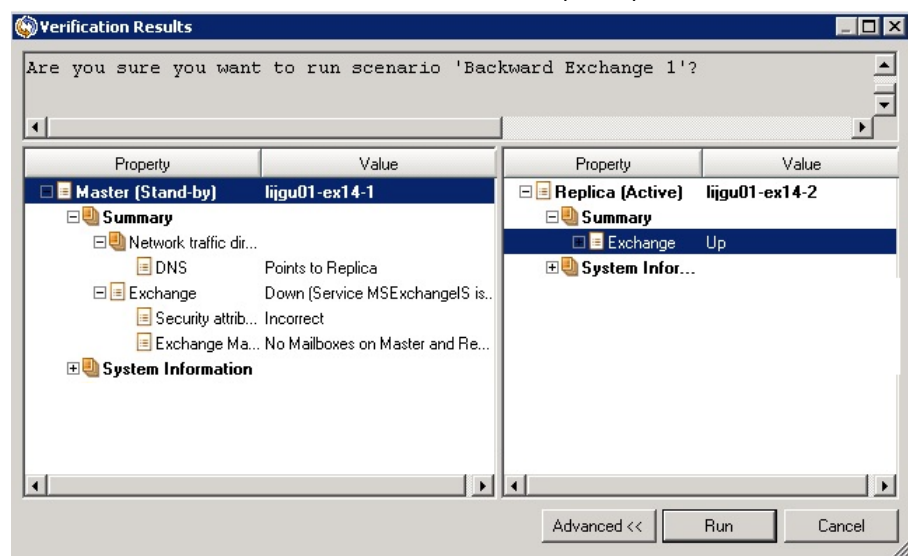 Verification Results
Are you sure you want to run scenario 'Backward Exchange 1'?
Property Value
Master (Stand-by) lijgu01-ex14-1
Summary
Network traffic dir...
DNS Points to Replica
Exchange Down (Service MSExchangeIS is..
Security attrib... Incorrect
Exchange Ma... No Mailboxes on Master and Re...
System Information
Property Value
Replica (Active) lijgu01-ex14-2
Summary
Exchange Up
System Infor...
Advanced << Run Cancel